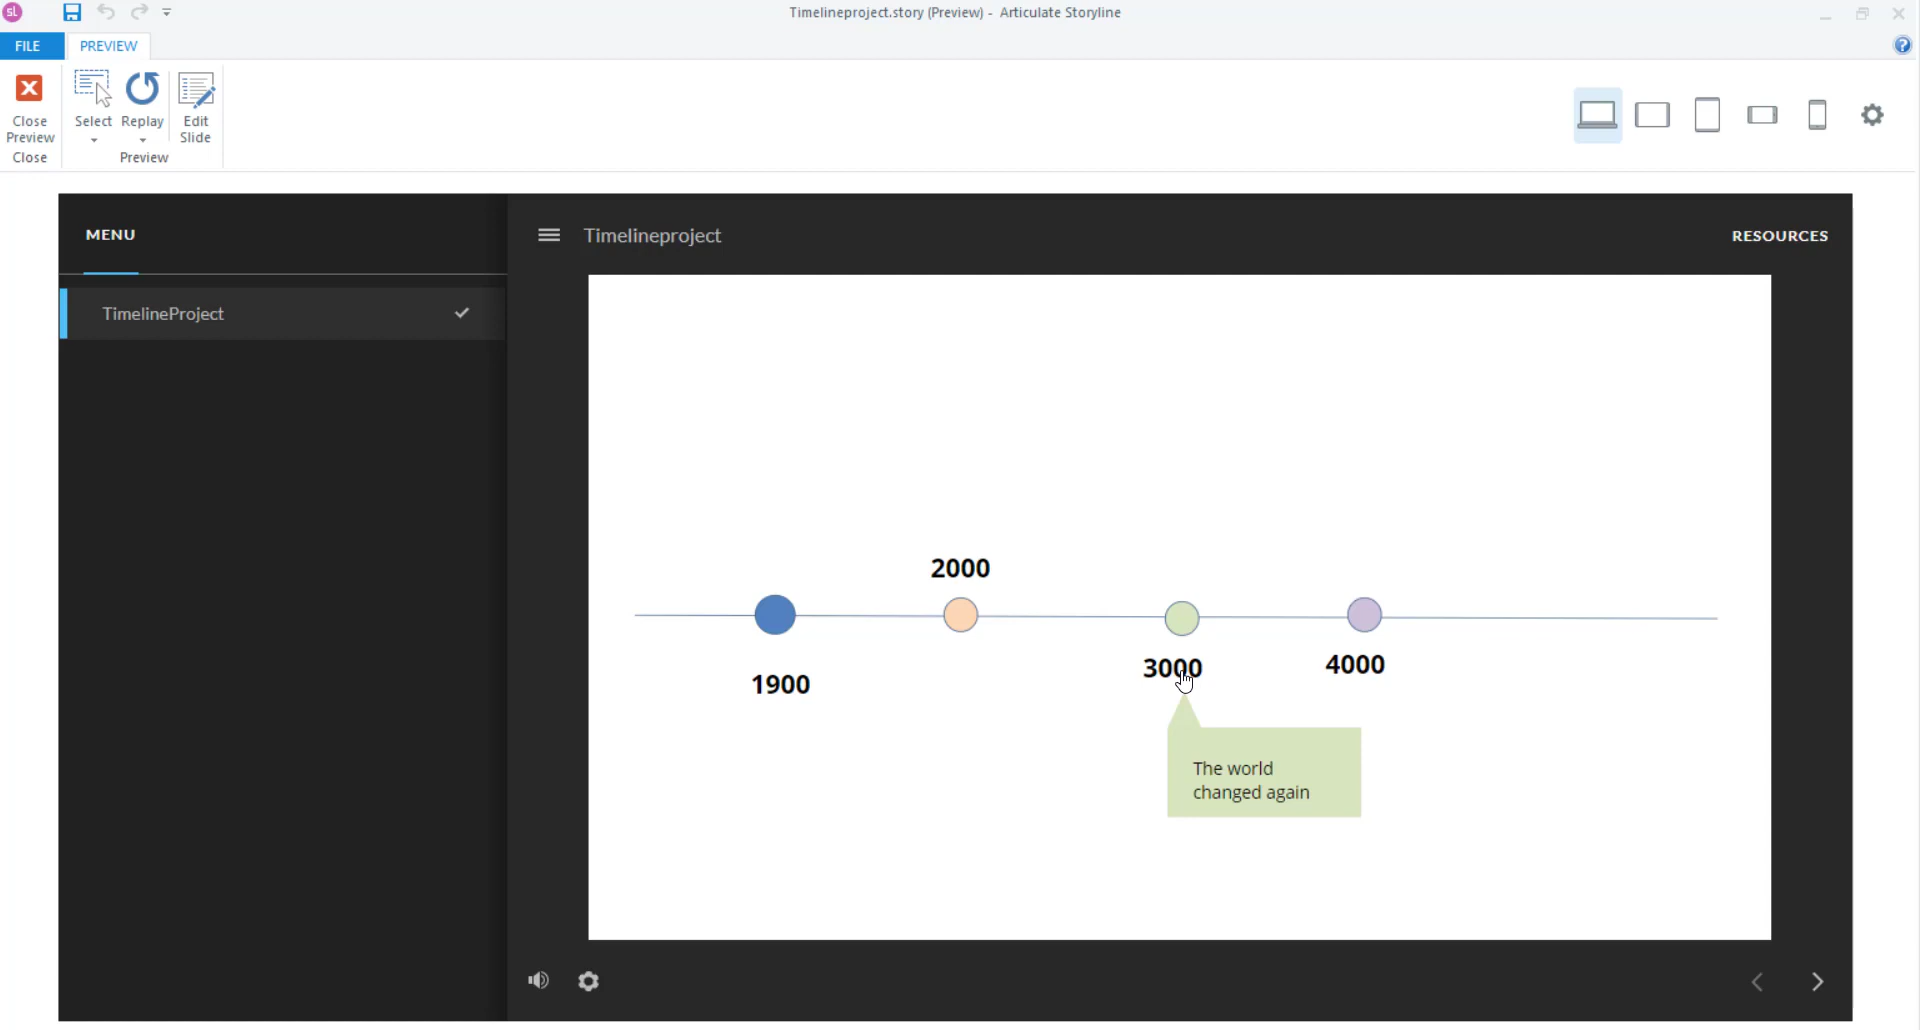 SL
Timelineproject.story (Preview) - Articulate Storyline
FILE
PREVIEW
?
Close Preview
Select
Replay
Edit Slide
Close
Preview
MENU
Timelineproject
RESOURCES
TimelineProject
2000
1900
3000
4000
The world
changed again